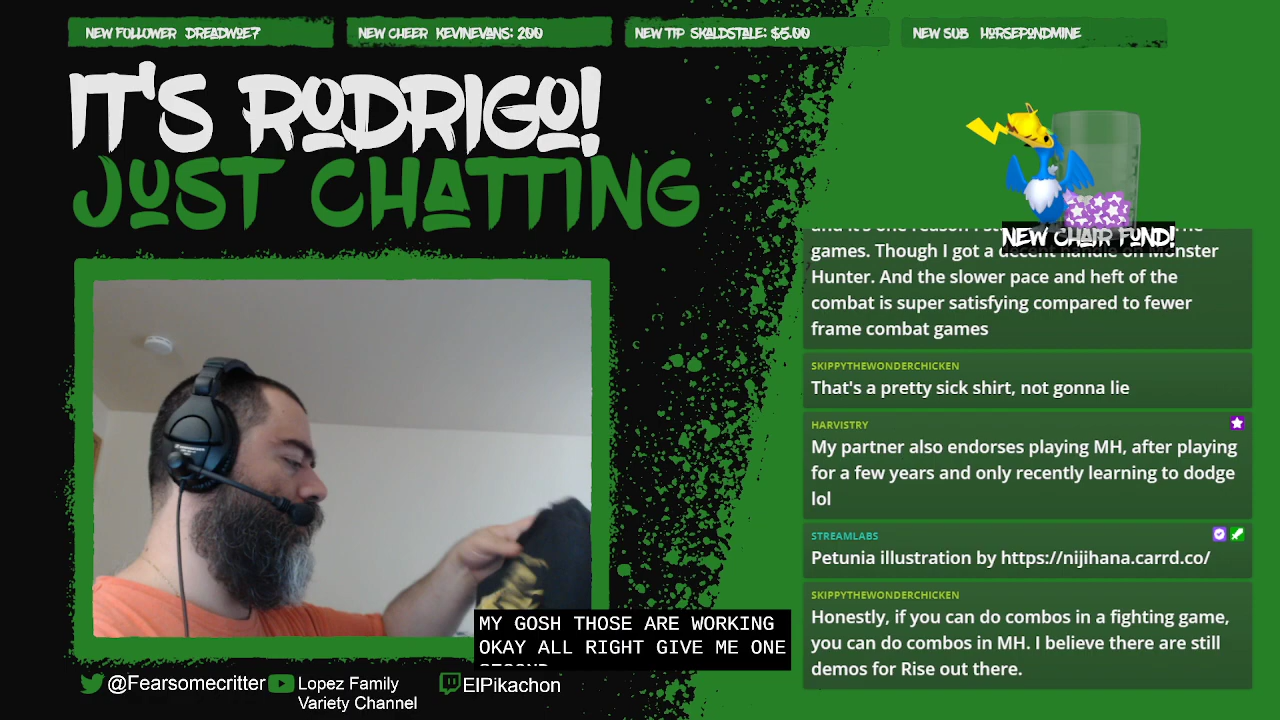 NEW FOLLOWER DREADWOE7
NEW CHEER KEVINEVANS: 200
NEW TIP SKALDSTALE: $5.00
NEW SUB HORSEPONDMINE
IT'S RODRIGO!
JUST CHATTING
NEW CHAIR FUND!
games. Though I got a decent handle on Monster
Hunter. And the slower pace and heft of the
combat is super satisfying compared to fewer
frame combat games
SKIPPYTHEWONDERCHICKEN
That's a pretty sick shirt, not gonna lie
HARVISTRY
My partner also endorses playing MH, after playing
for a few years and only recently learning to dodge
lol
STREAMLABS
Petunia illustration by https://nijihana.carrd.co/
SKIPPYTHEWONDERCHICKEN
Honestly, if you can do combos in a fighting game,
you can do combos in MH. I believe there are still
demos for Rise out there.
MY GOSH THOSE ARE WORKING
OKAY ALL RIGHT GIVE ME ONE
@Fearsomecritter
Lopez Family
Variety Channel
ElPikachon